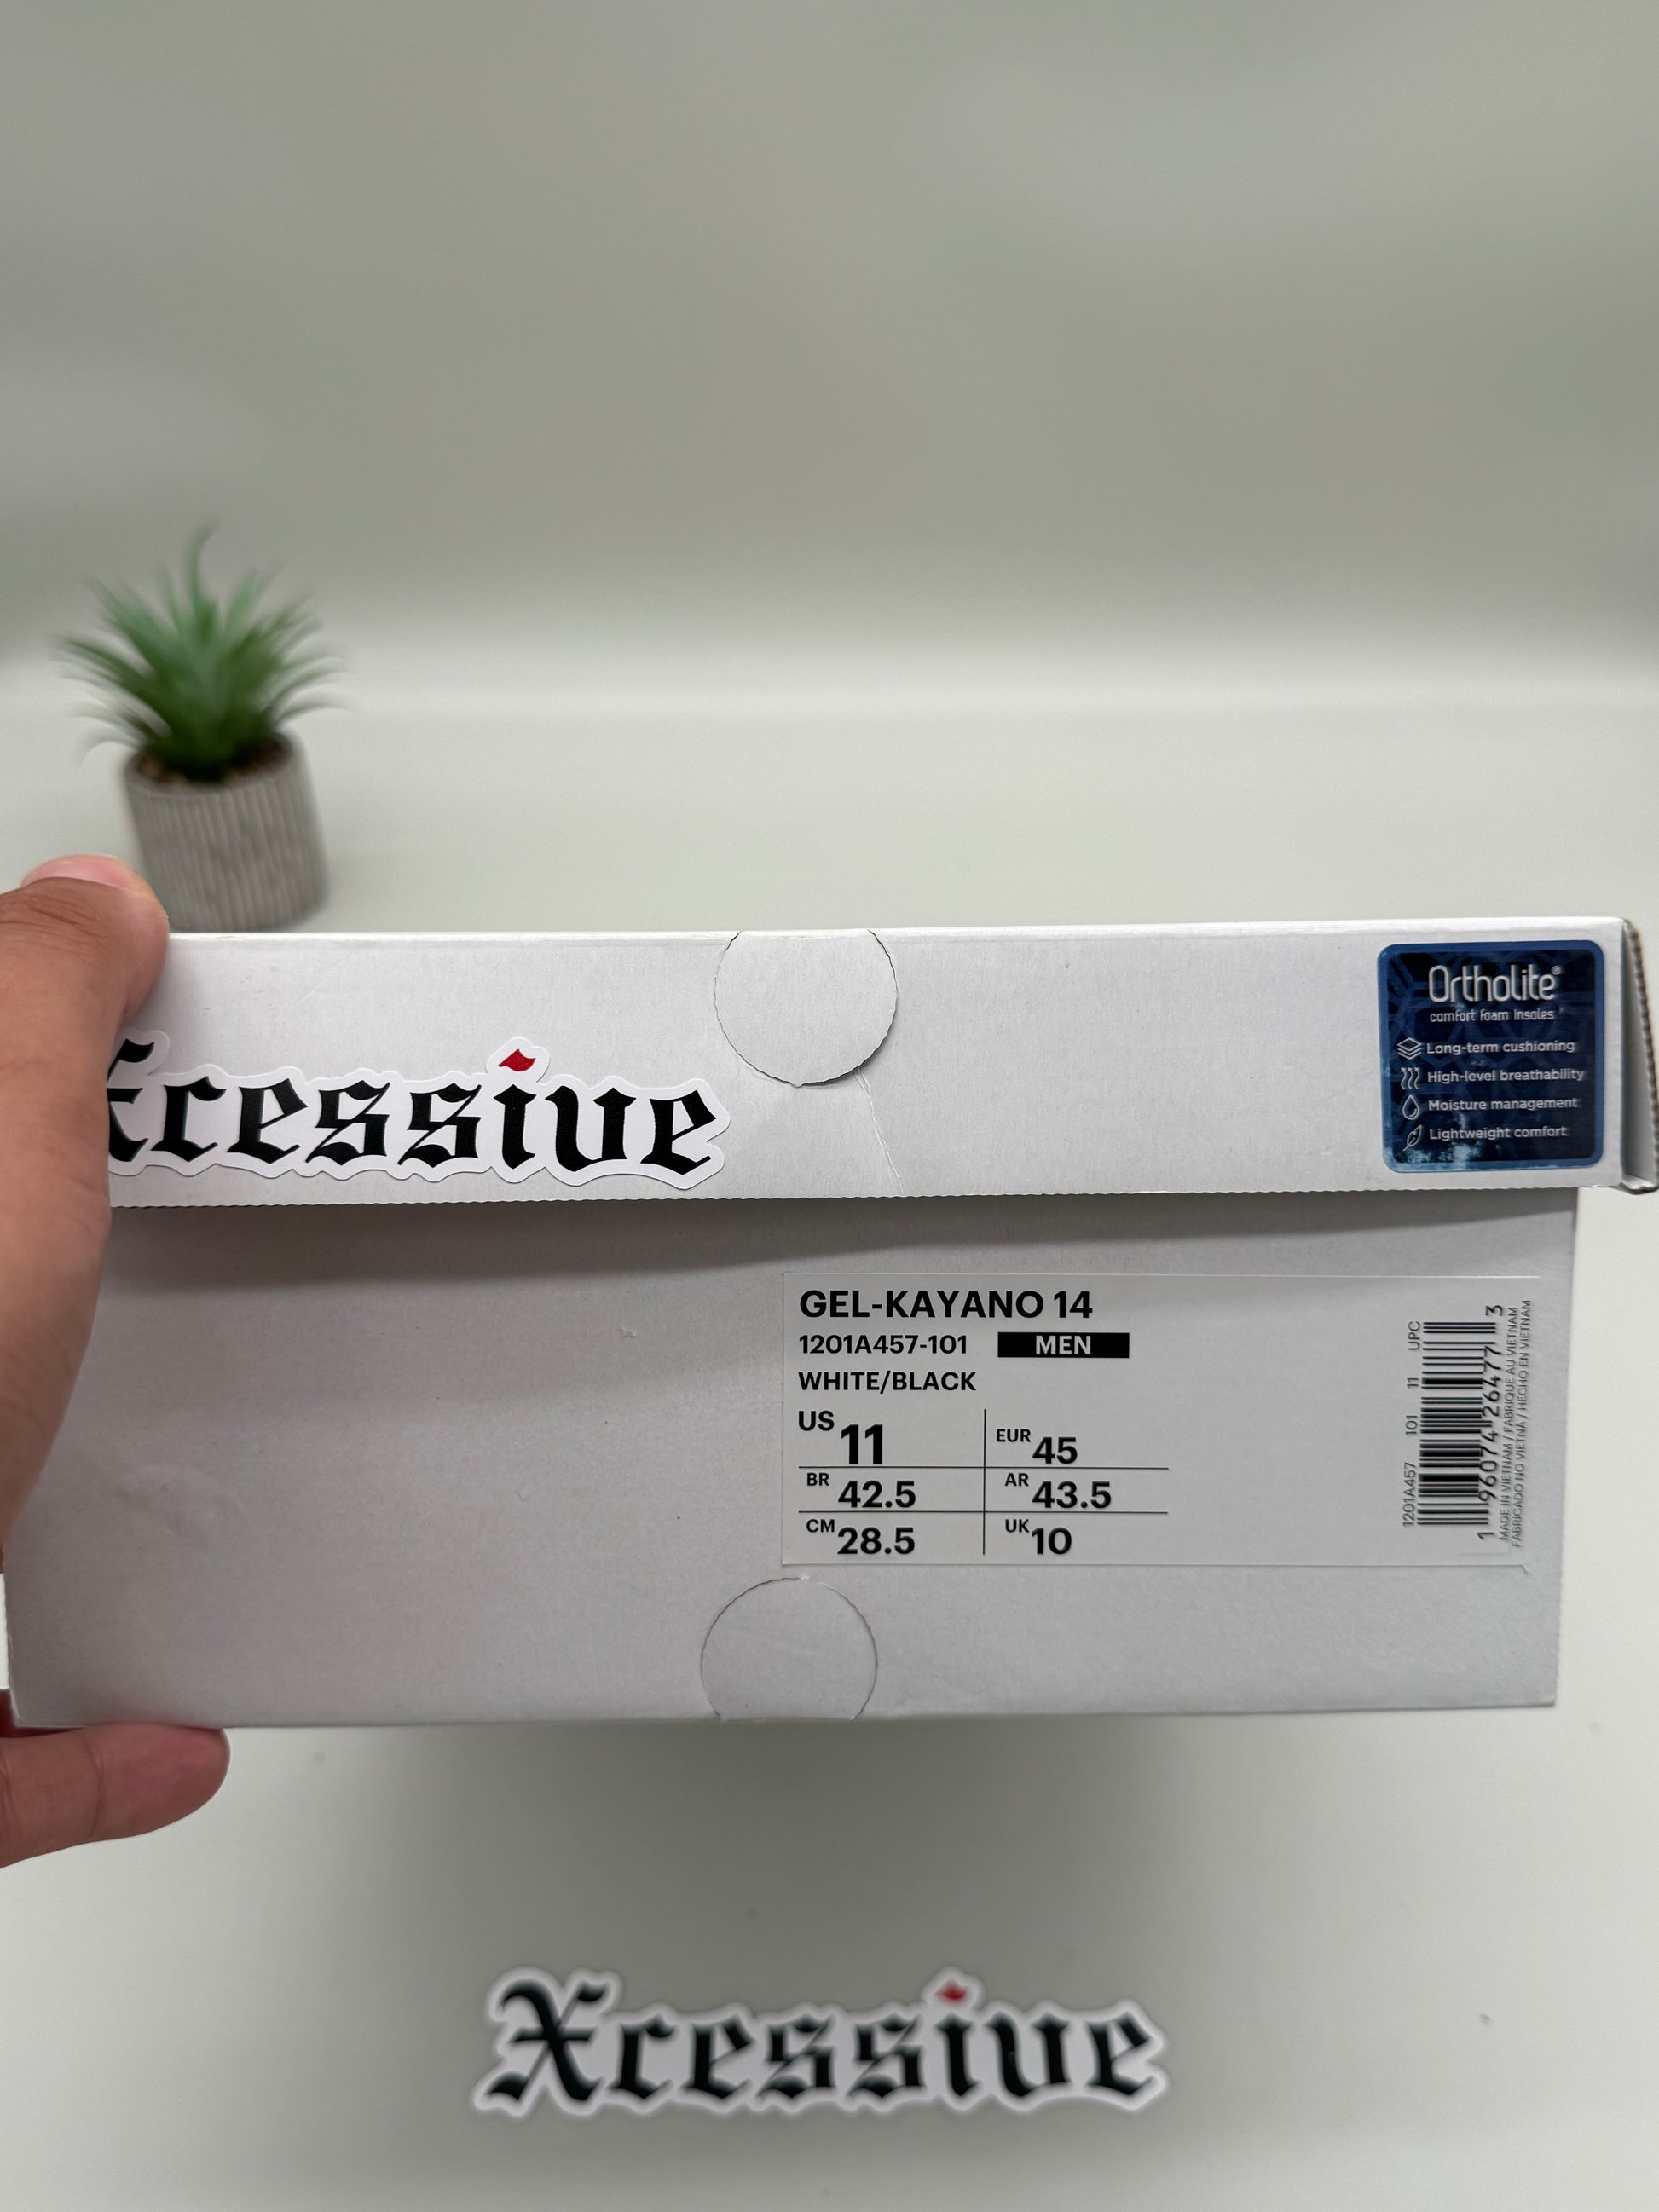 Ortholite®
comfort foam insoles
Long-term cushioning
High-level breathability
Moisture management
Lightweight comfort
Xcessive
GEL-KAYANO 14
1201A457-101 MEN
WHITE/BLACK
US 11 EUR 45
BR 42.5 AR 43.5
CM 28.5 UK 10
1201A457 101 11 UPC
1 96074 26477 3
MADE IN VIETNAM / FABRIQUE AU VIETNAM
FABRICADO NO VIETNÃ / HECHO EN VIETNAM
Xcessive